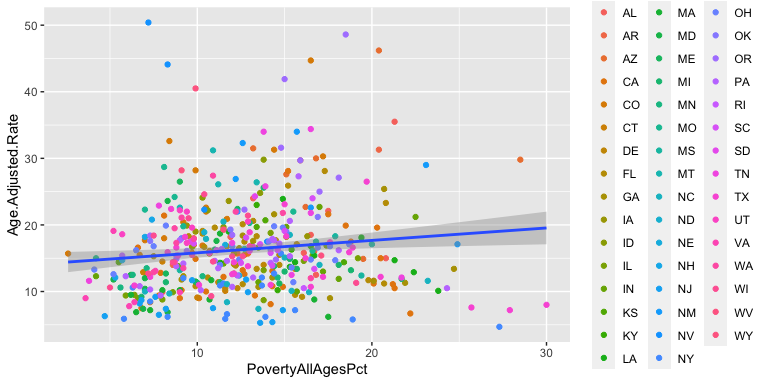 50
40
30
20
10
Age.Adjusted.Rate
10
20
30
PovertyAllAgesPct
AL
AR
AZ
CA
CO
CT
DE
FL
GA
IA
ID
IL
IN
KS
KY
LA
MA
MD
ME
MI
MN
MO
MS
MT
NC
ND
NE
NH
NJ
NM
NV
NY
OH
OK
OR
PA
RI
SC
SD
TN
TX
UT
VA
WA
WI
WV
WY